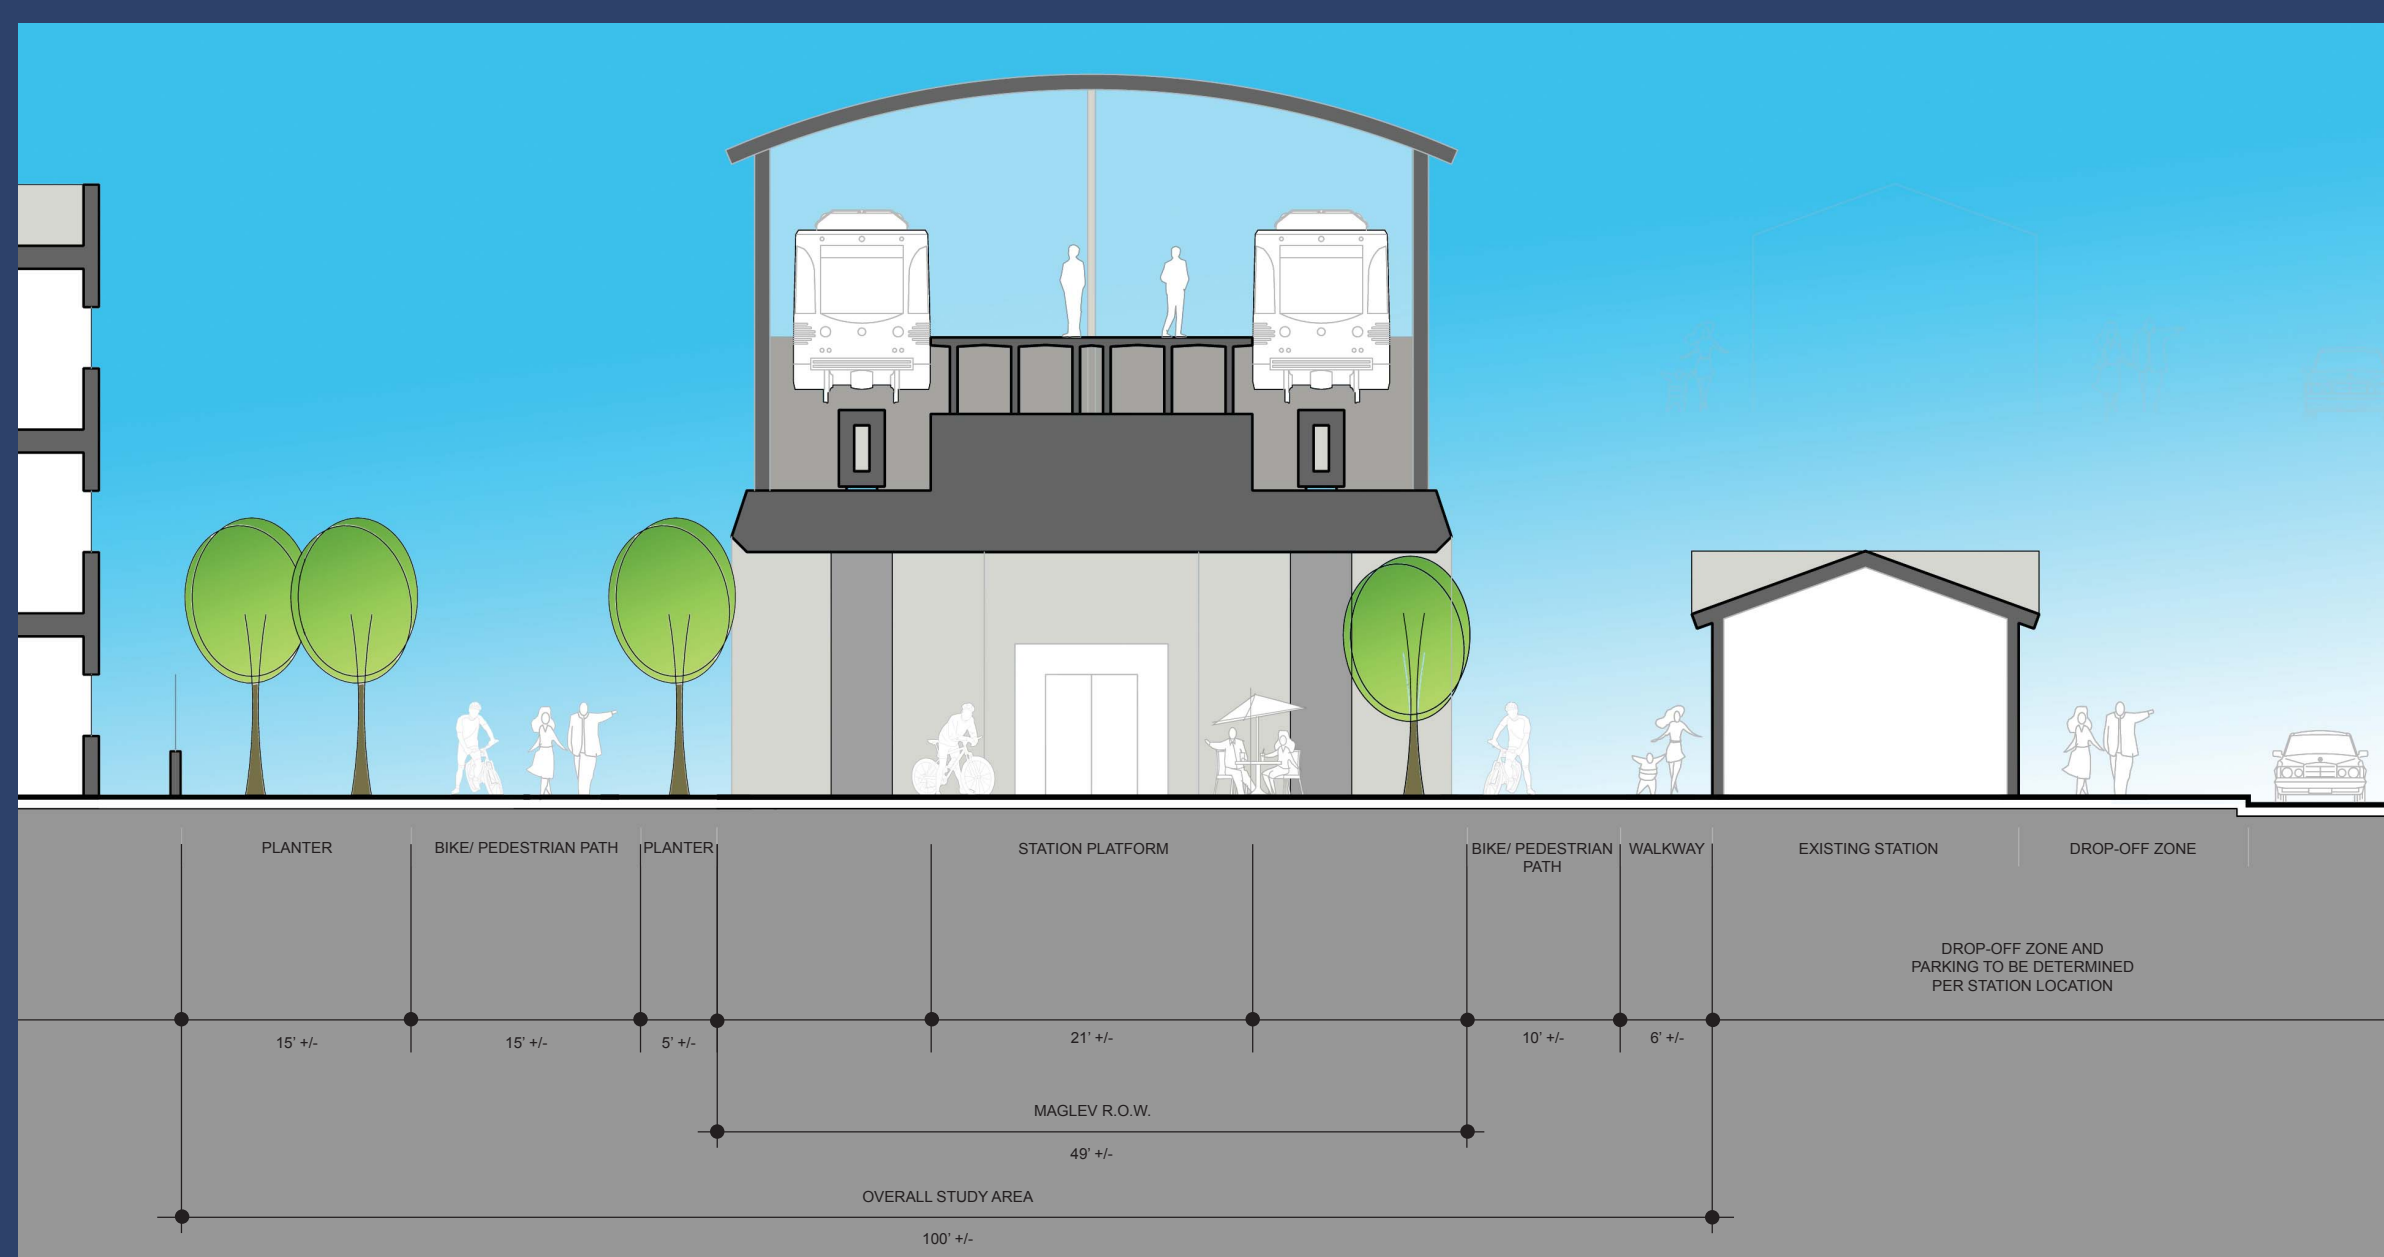 PLANTER
BIKE/ PEDESTRIAN PATH
PLANTER
STATION PLATFORM
BIKE/ PEDESTRIAN
PATH
WALKWAY
EXISTING STATION
DROP-OFF ZONE
DROP-OFF ZONE AND
PARKING TO BE DETERMINED
PER STATION LOCATION
15’ +/-
15’ +/-
5’ +/-
21’ +/-
10’ +/-
6’ +/-
MAGLEV R.O.W.
49’ +/-
OVERALL STUDY AREA
100’ +/-